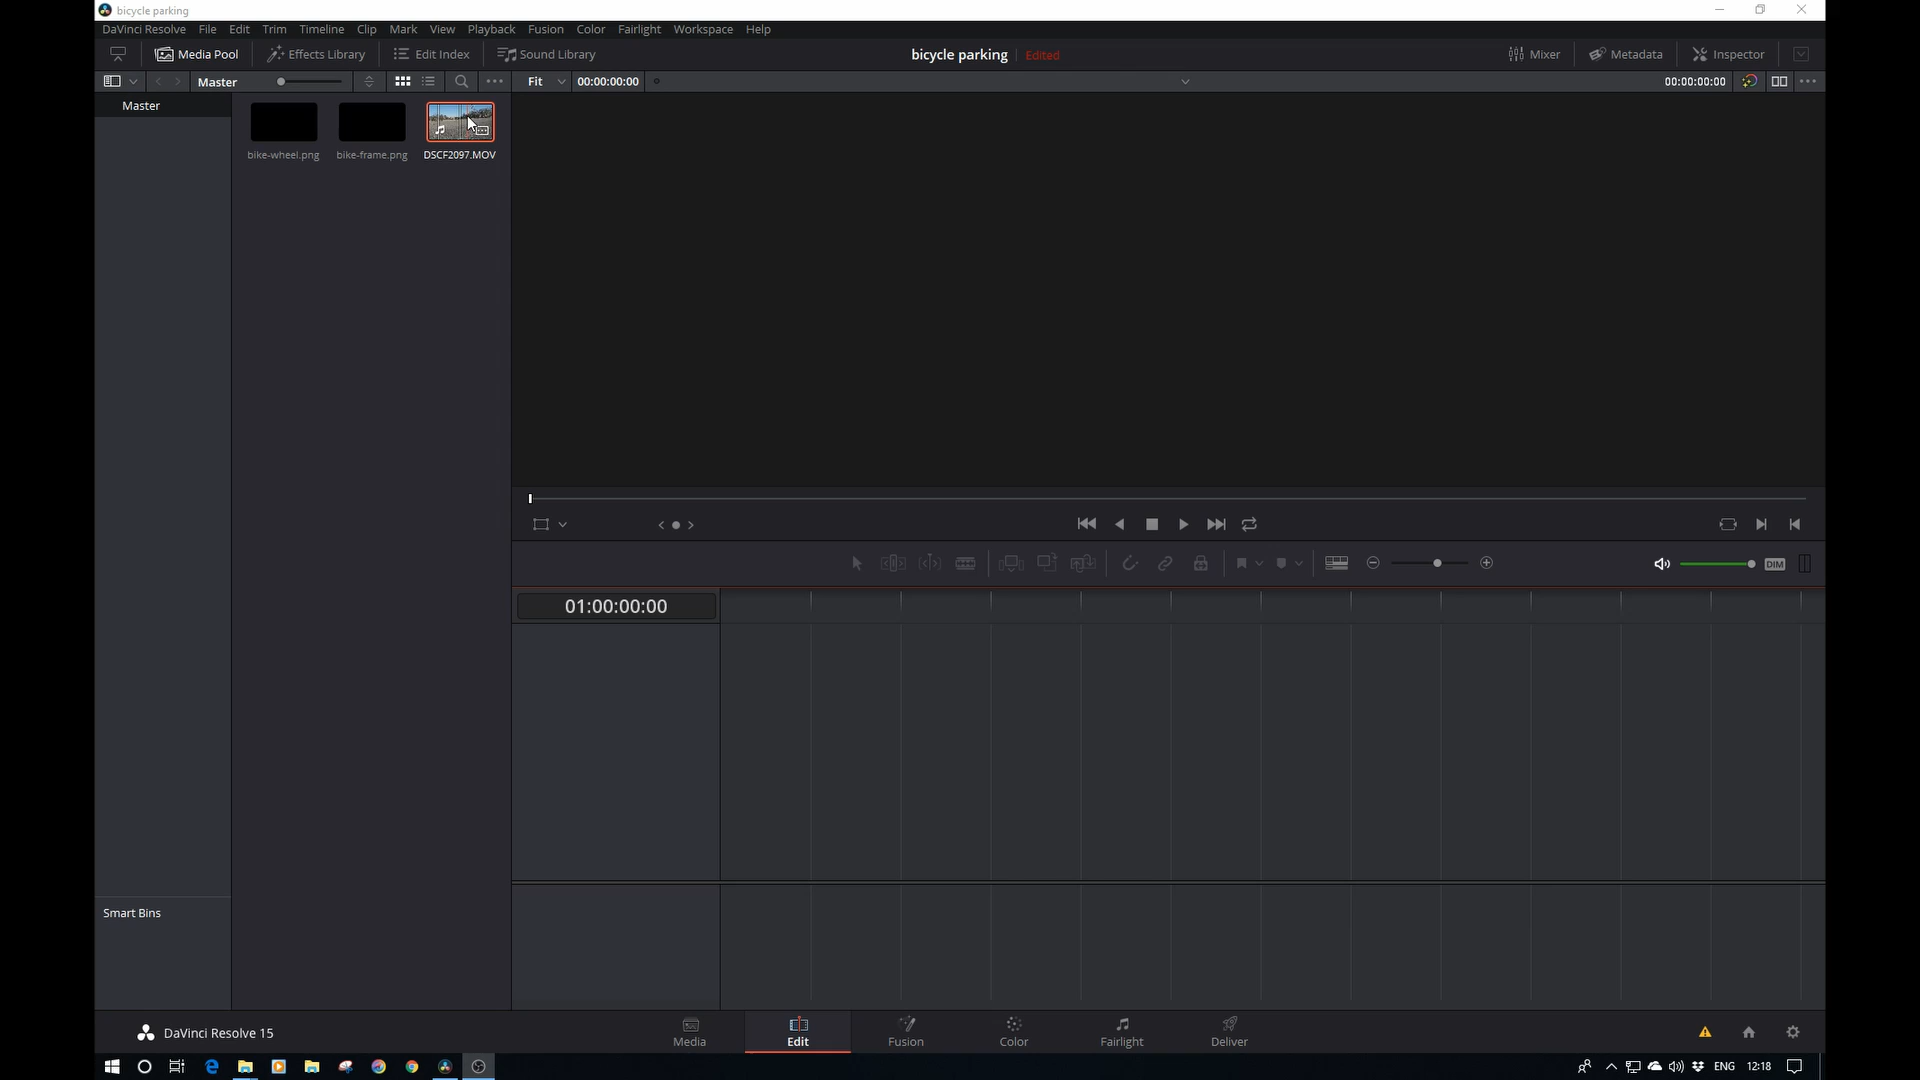 bicycle parking
DaVinci Resolve File Edit Trim Timeline Clip Mark View Playback Fusion Color Fairlight Workspace Help
Media Pool Effects Library Edit Index Sound Library bicycle parking Edited Mixer Metadata Inspector
Master Fit 00:00:00:00 00:00:00:00
Master
bike-wheel.png bike-frame.png DSCF2097.MOV
DIM
01:00:00:00
Smart Bins
DaVinci Resolve 15 Media Edit Fusion Color Fairlight Deliver
ENG 12:18